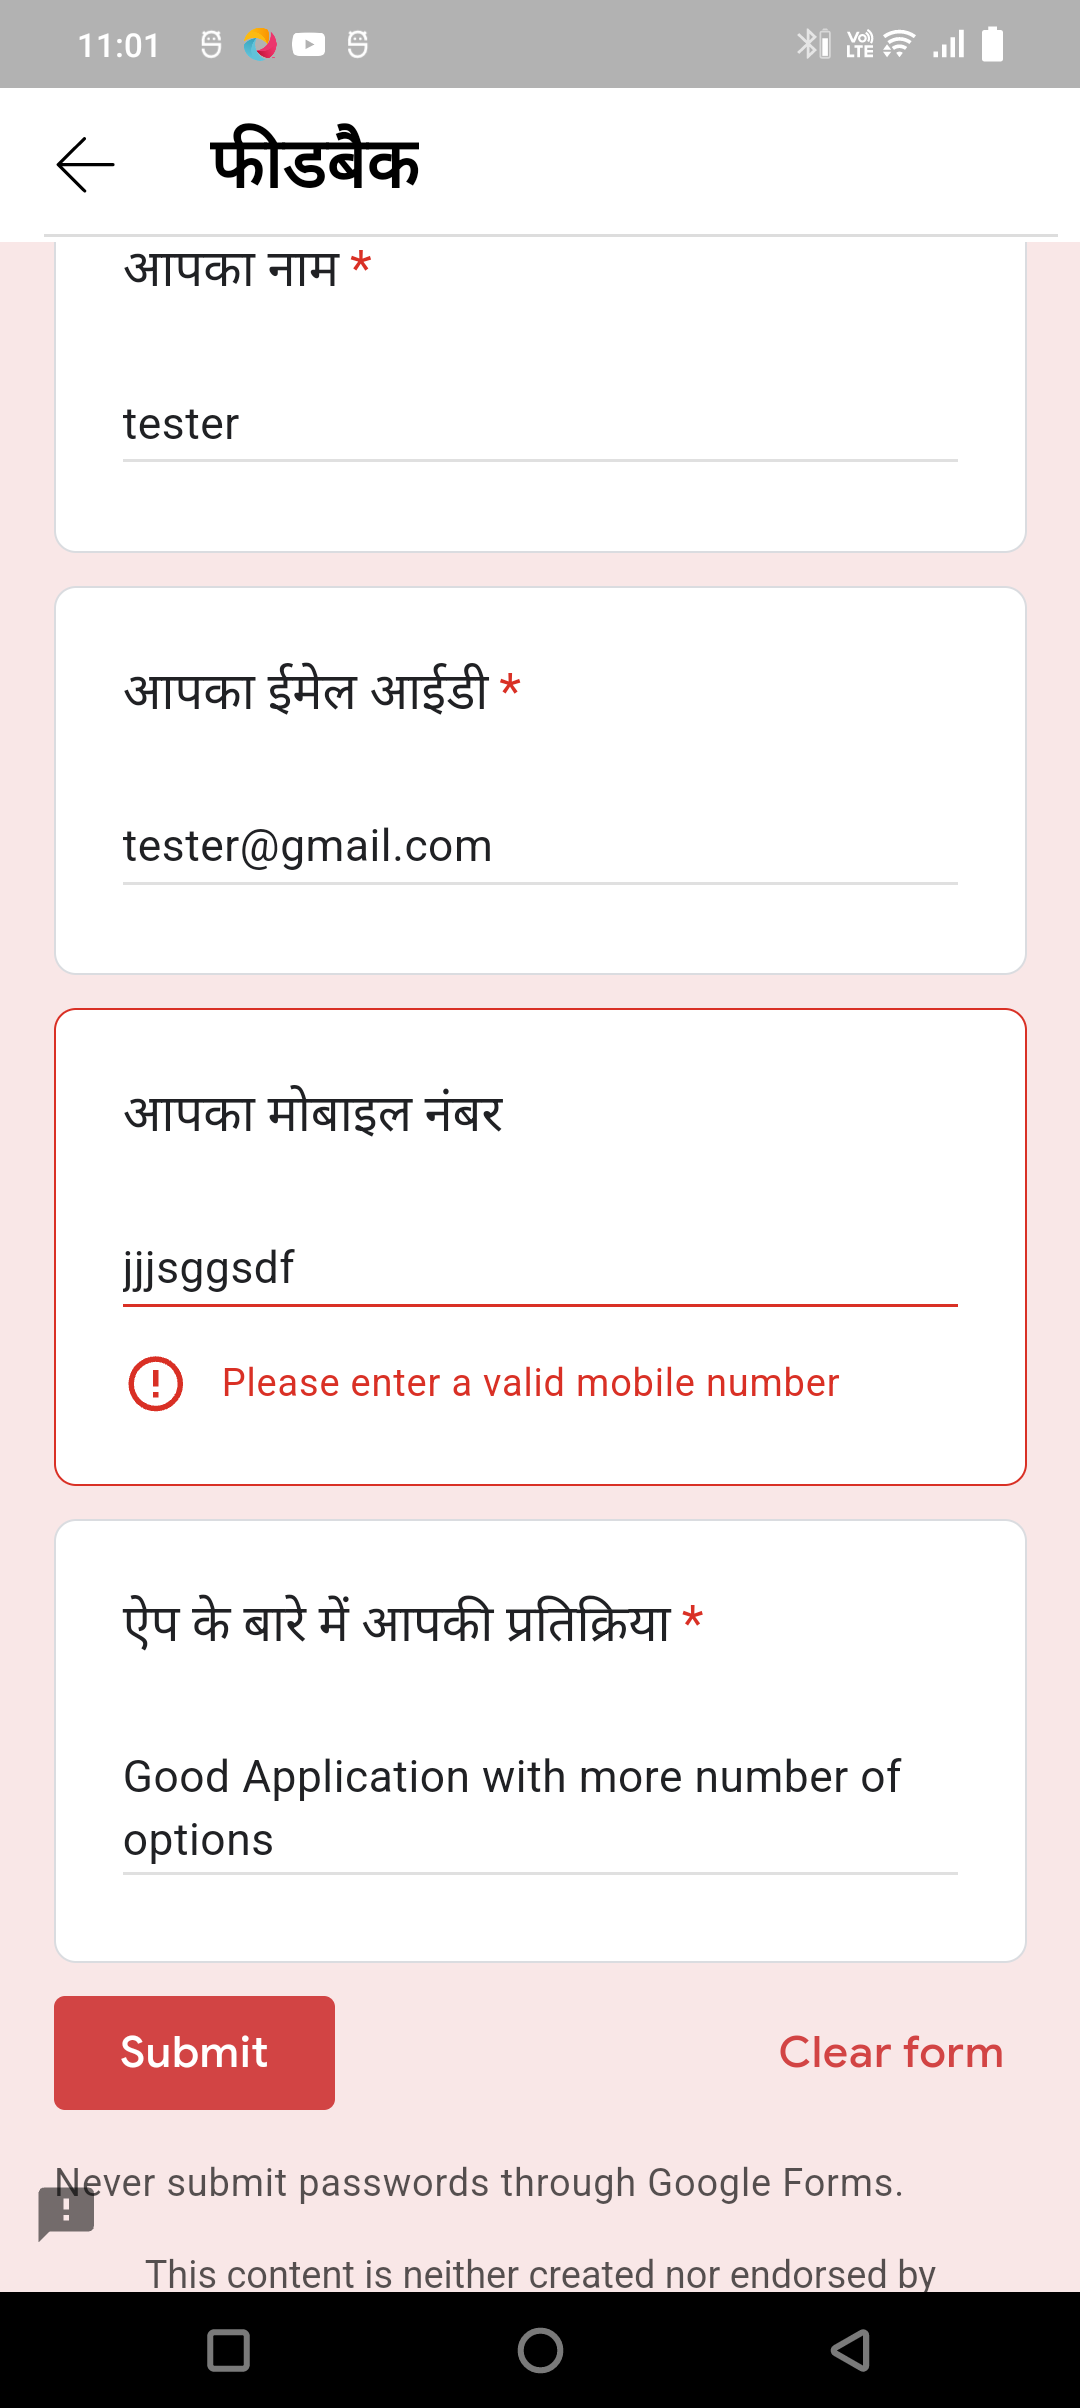 11:01
फीडबैक
आपका नाम *
tester
आपका ईमेल आईडी *
tester@gmail.com
आपका मोबाइल नंबर
jjjsggsdf
Please enter a valid mobile number
ऐप के बारे में आपकी प्रतिक्रिया *
Good Application with more number of
options
Submit
Clear form
Never submit passwords through Google Forms.
This content is neither created nor endorsed by